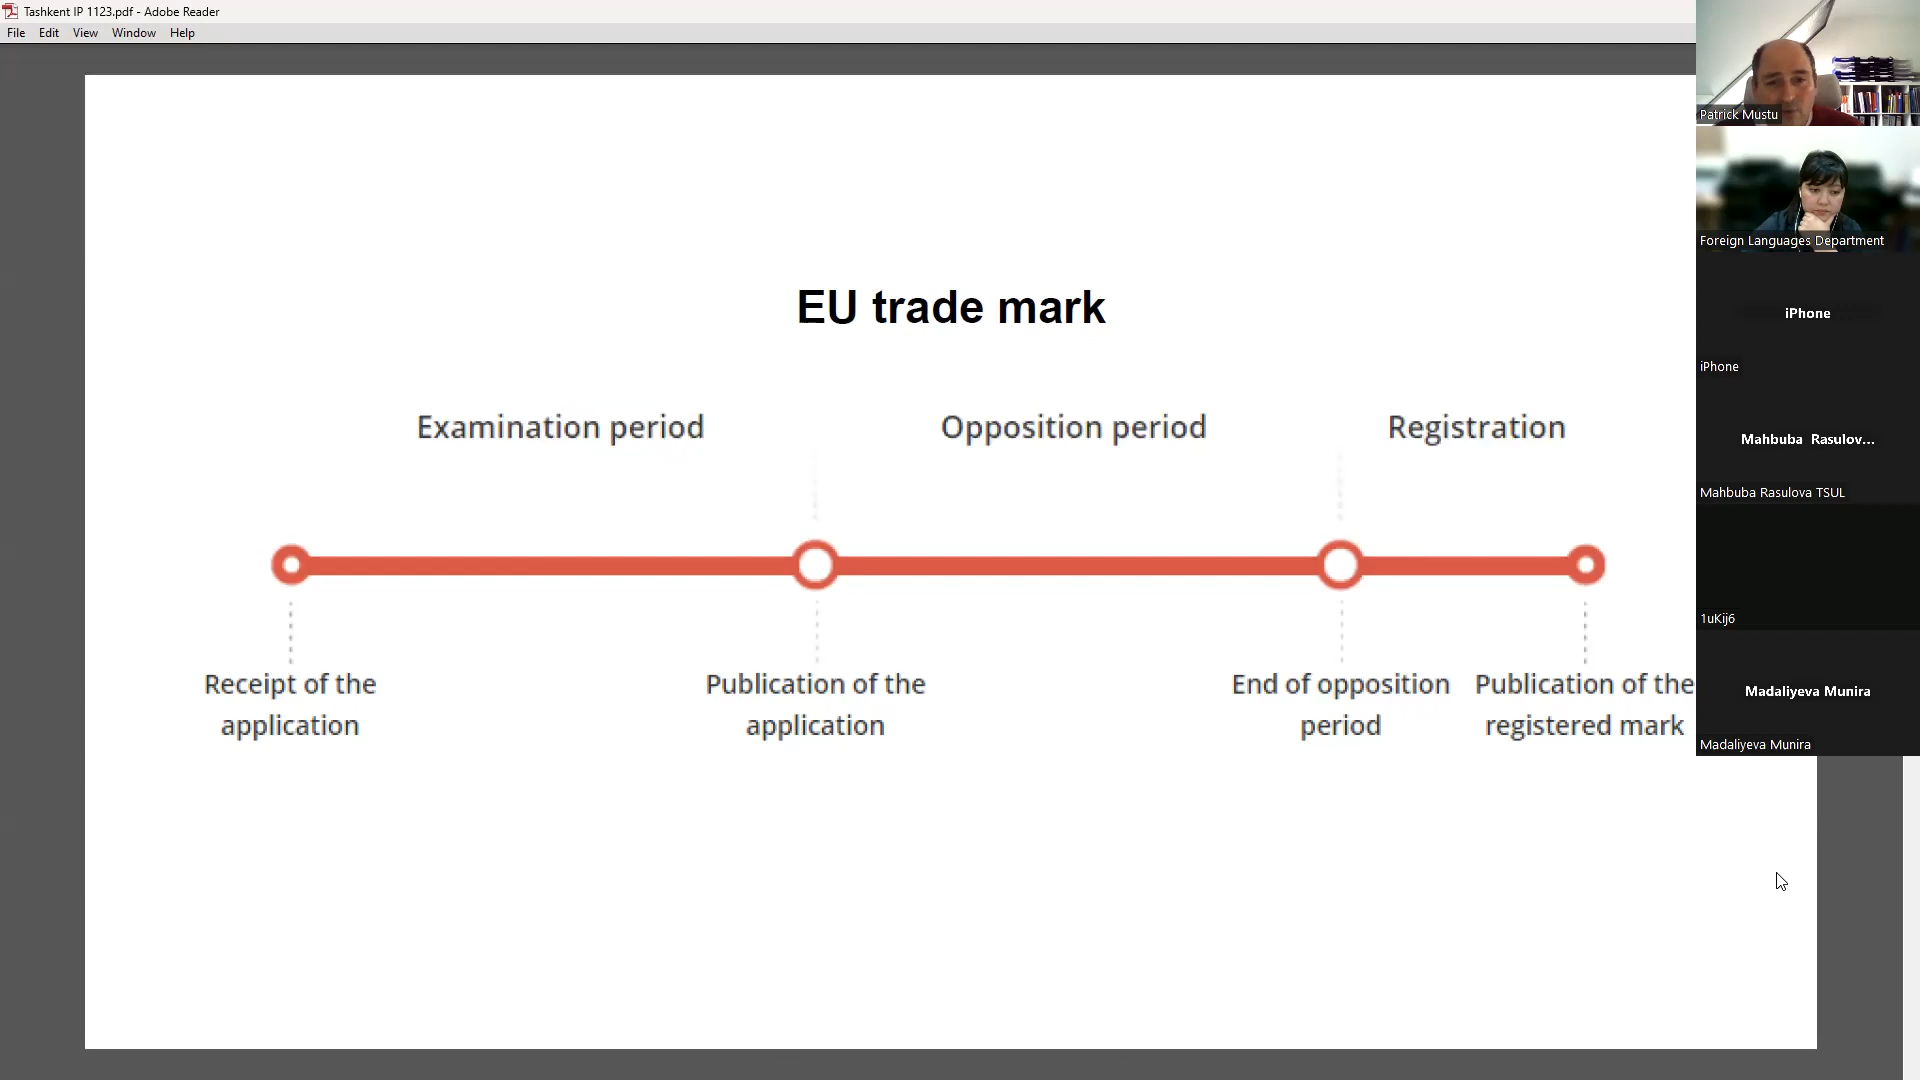 Tashkent IP 1123.pdf - Adobe Reader
File Edit View Window Help
EU trade mark
Examination period
Opposition period
Registration
Receipt of the
application
Publication of the
application
End of opposition
period
Publication of the
registered mark
Patrick Mustu
Foreign Languages Department
iPhone
iPhone
Mahbuba Rasulov...
Mahbuba Rasulova TSUL
1uKij6
Madaliyeva Munira
Madaliyeva Munira